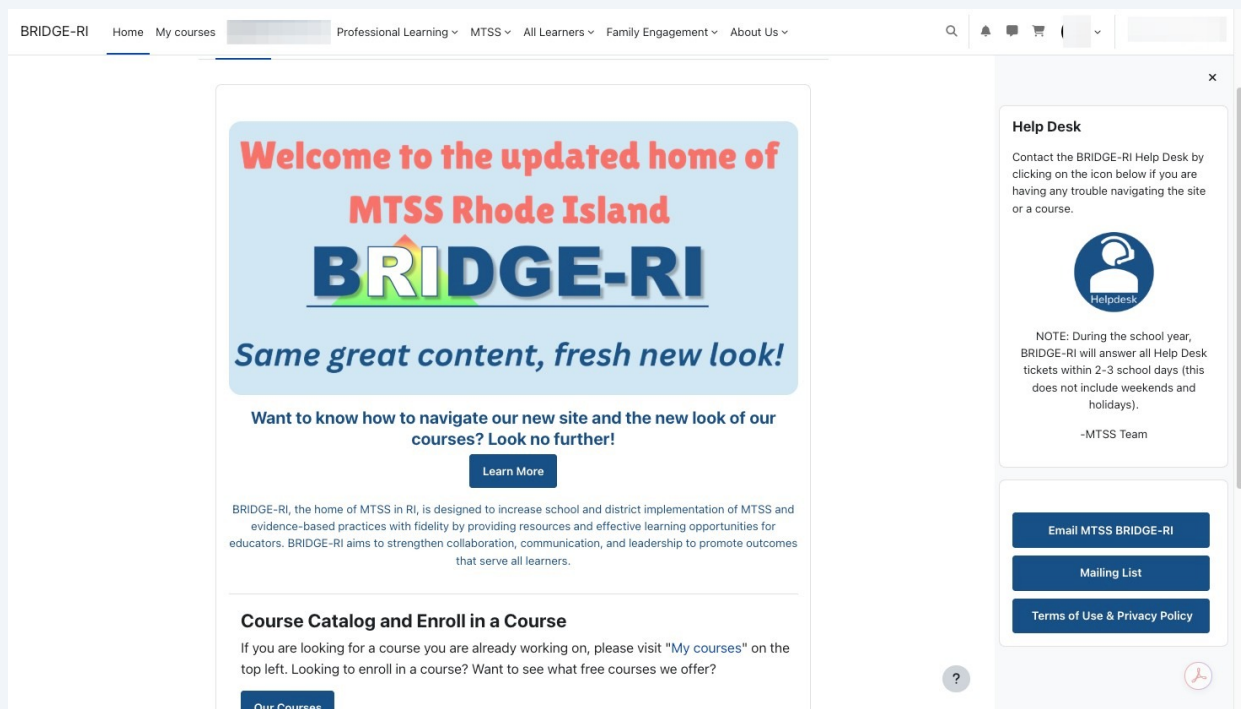 BRIDGE-RI
Home My courses Professional Learning MTSS All Learners Family Engagement About Us
Welcome to the updated home of
MTSS Rhode Island
BRIDGE-RI
Same great content, fresh new look!
Want to know how to navigate our new site and the new look of our
courses? Look no further!
Learn More
BRIDGE-RI, the home of MTSS in RI, is designed to increase school and district implementation of MTSS and
evidence-based practices with fidelity by providing resources and effective learning opportunities for
educators. BRIDGE-RI aims to strengthen collaboration, communication, and leadership to promote outcomes
that serve all learners.
Course Catalog and Enroll in a Course
If you are looking for a course you are already working on, please visit "My courses" on the
top left. Looking to enroll in a course? Want to see what free courses we offer?
Our Courses
Help Desk
Contact the BRIDGE-RI Help Desk by
clicking on the icon below if you are
having any trouble navigating the site
or a course.
Helpdesk
NOTE: During the school year,
BRIDGE-RI will answer all Help Desk
tickets within 2-3 school days (this
does not include weekends and
holidays).
-MTSS Team
Email MTSS BRIDGE-RI
Mailing List
Terms of Use & Privacy Policy
?